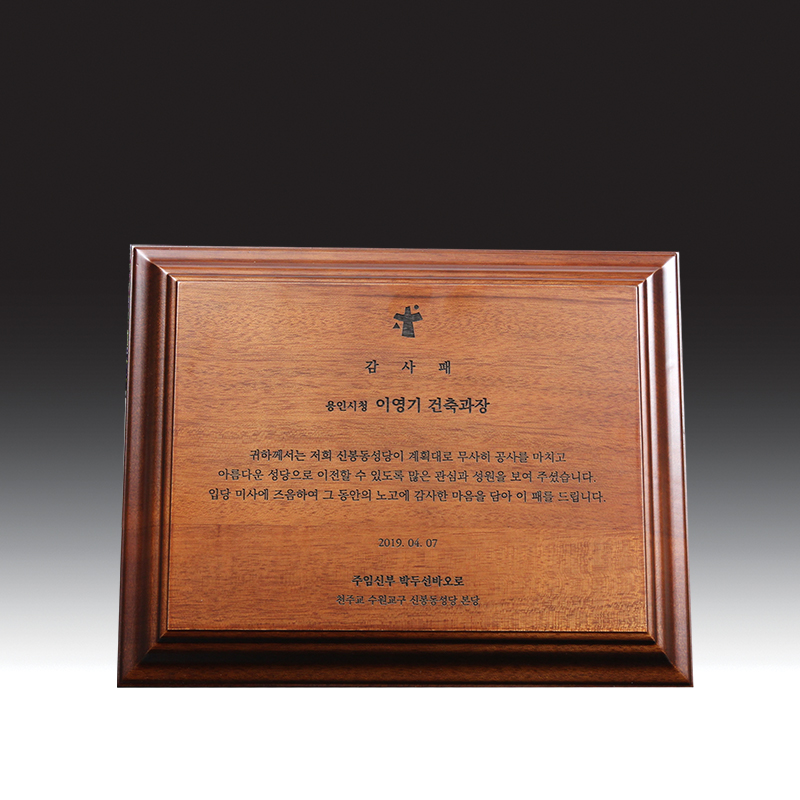 감 사 패
용인시청 이영기 건축과장
귀하께서는 저희 신봉동성당이 계획대로 무사히 공사를 마치고
아름다운 성당으로 이전할 수 있도록 많은 관심과 성원을 보여 주셨습니다.
입당 미사에 즈음하여 그 동안의 노고에 감사한 마음을 담아 이 패를 드립니다.
2019. 04. 07
주임신부 박두선바오로
천주교 수원교구 신봉동성당 본당